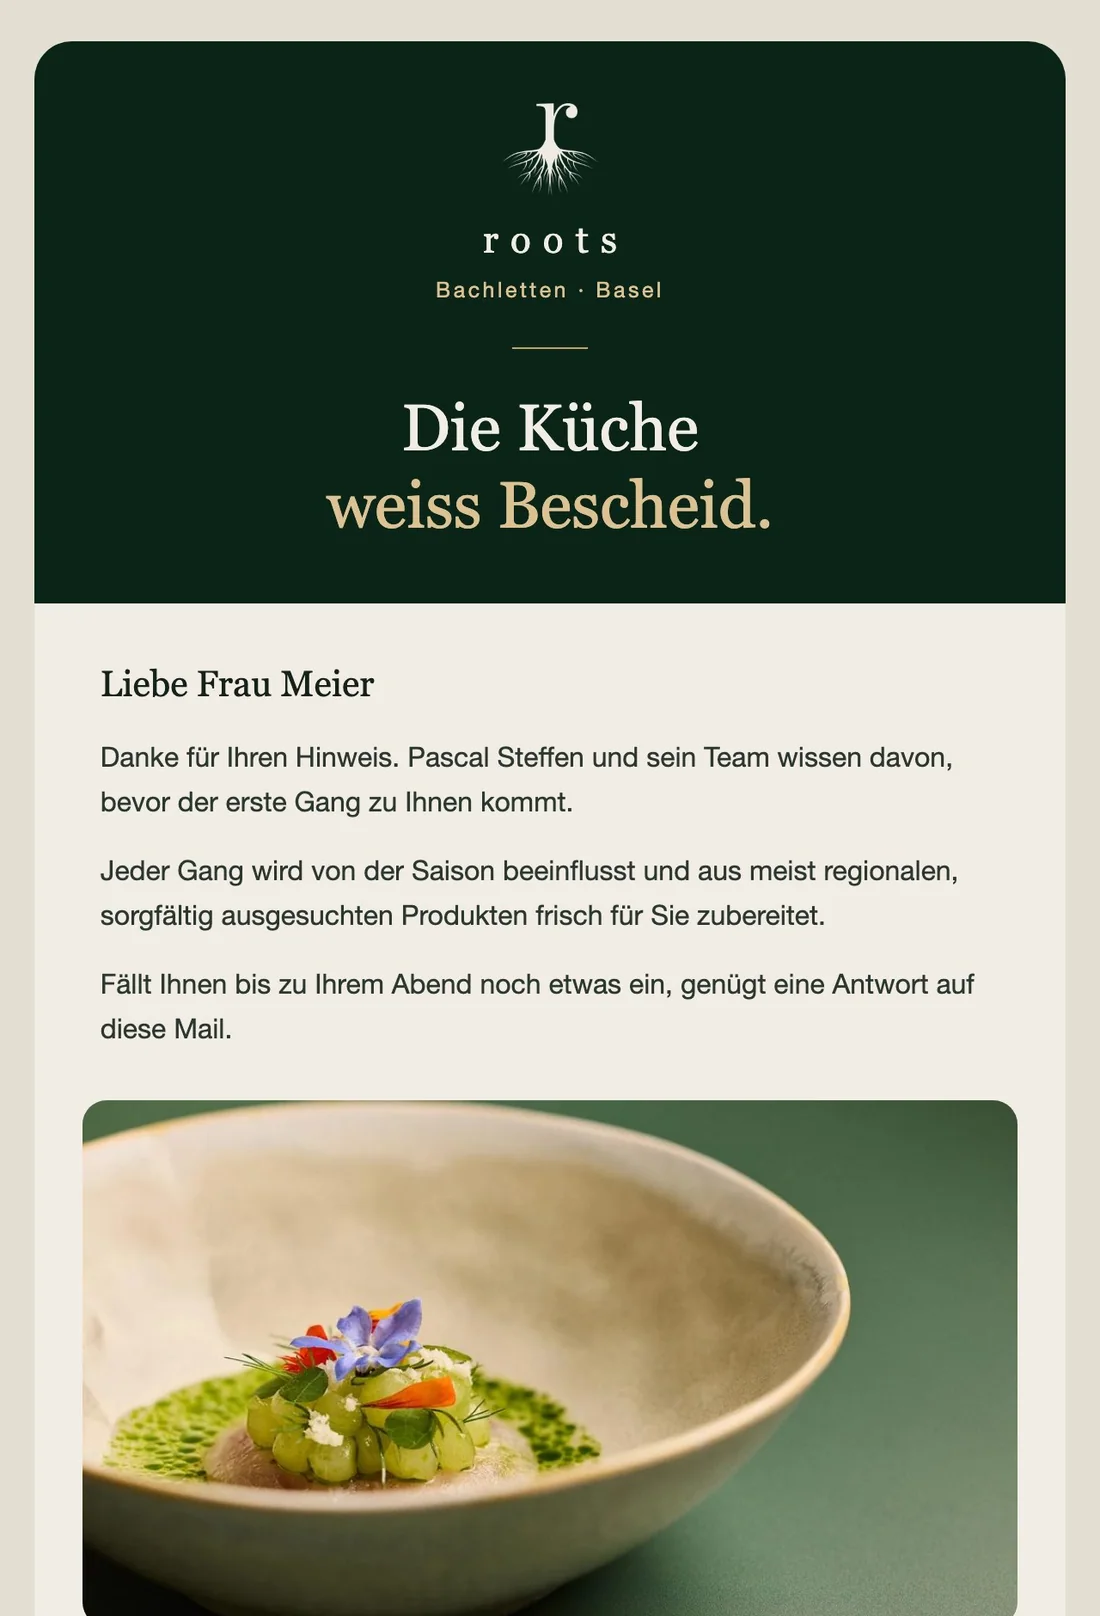 r
roots
Bachletten · Basel
Die Küche
weiss Bescheid.
Liebe Frau Meier
Danke für Ihren Hinweis. Pascal Steffen und sein Team wissen davon,
bevor der erste Gang zu Ihnen kommt.
Jeder Gang wird von der Saison beeinflusst und aus meist regionalen,
sorgfältig ausgesuchten Produkten frisch für Sie zubereitet.
Fällt Ihnen bis zu Ihrem Abend noch etwas ein, genügt eine Antwort auf
diese Mail.